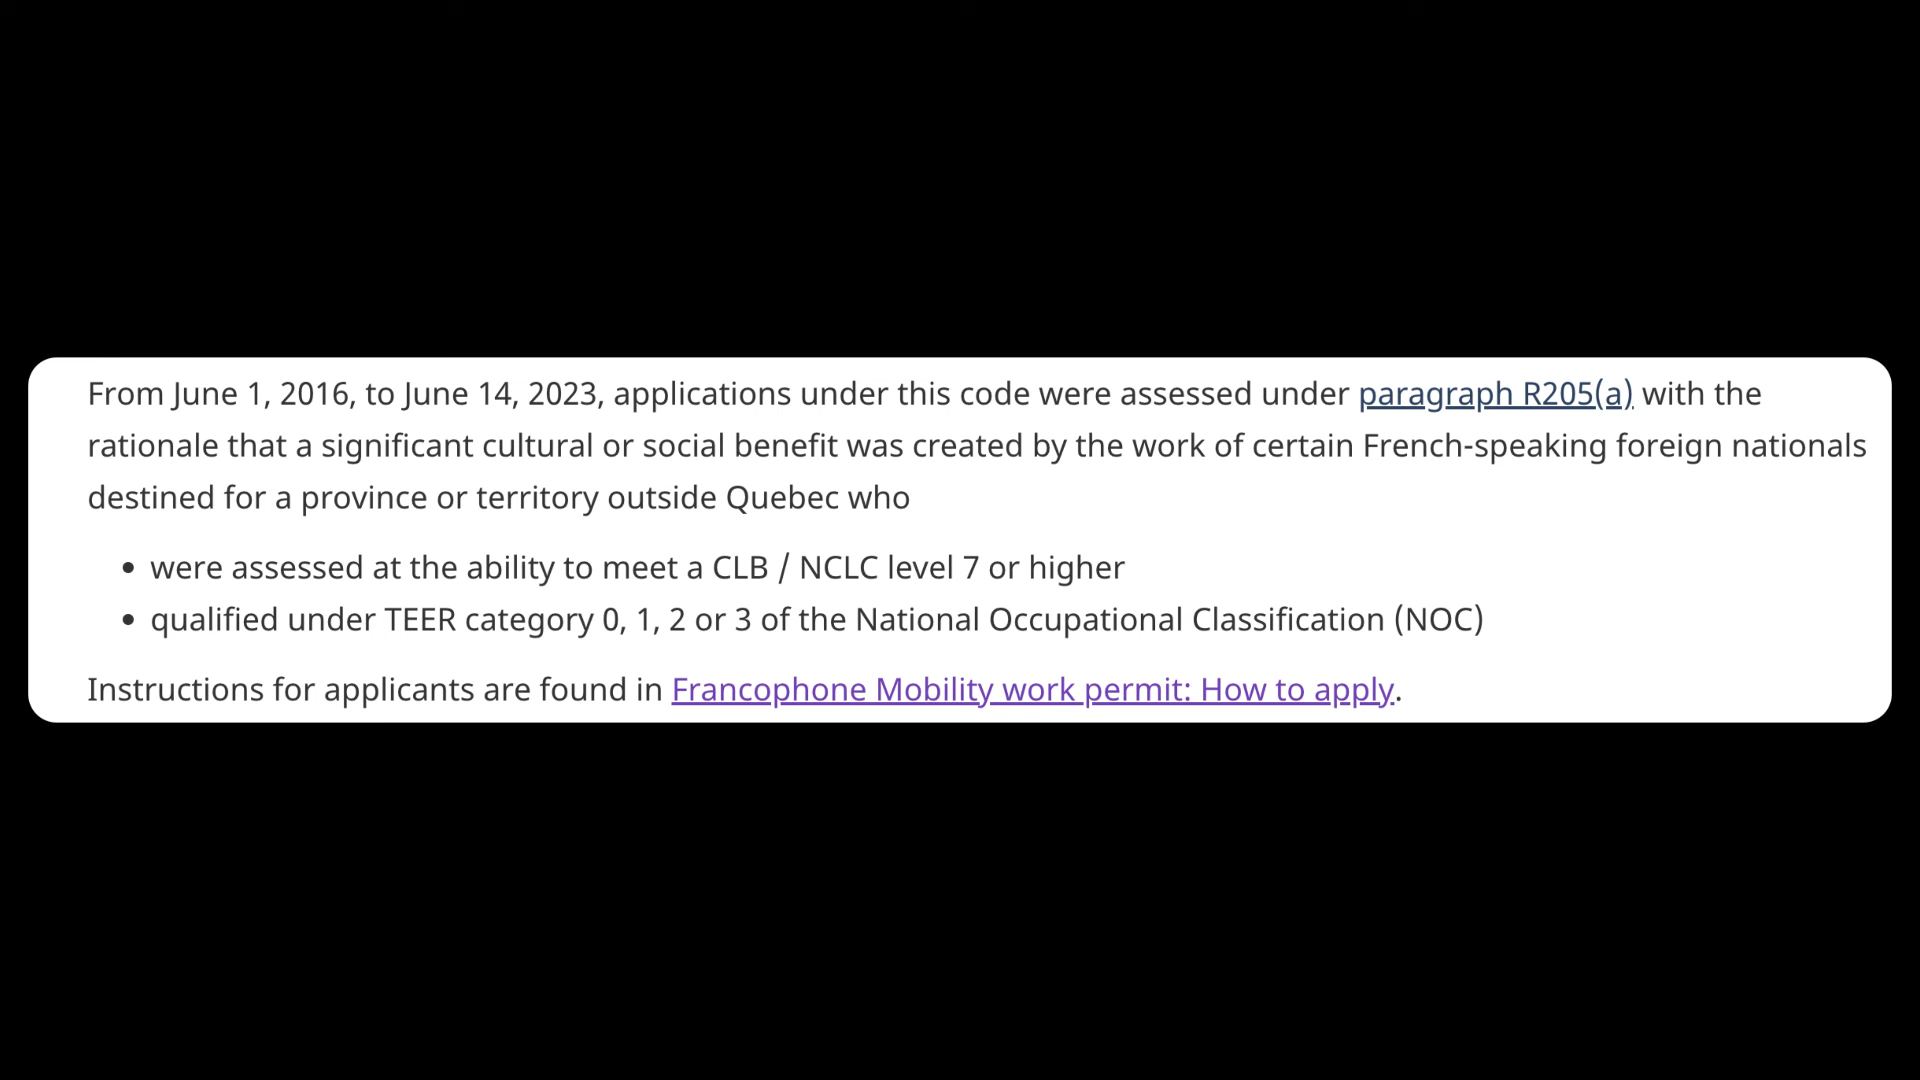 From June 1, 2016, to June 14, 2023, applications under this code were assessed under paragraph R205(a) with the
rationale that a significant cultural or social benefit was created by the work of certain French-speaking foreign nationals
destined for a province or territory outside Quebec who
• were assessed at the ability to meet a CLB / NCLC level 7 or higher
• qualified under TEER category 0, 1, 2 or 3 of the National Occupational Classification (NOC)
Instructions for applicants are found in Francophone Mobility work permit: How to apply.